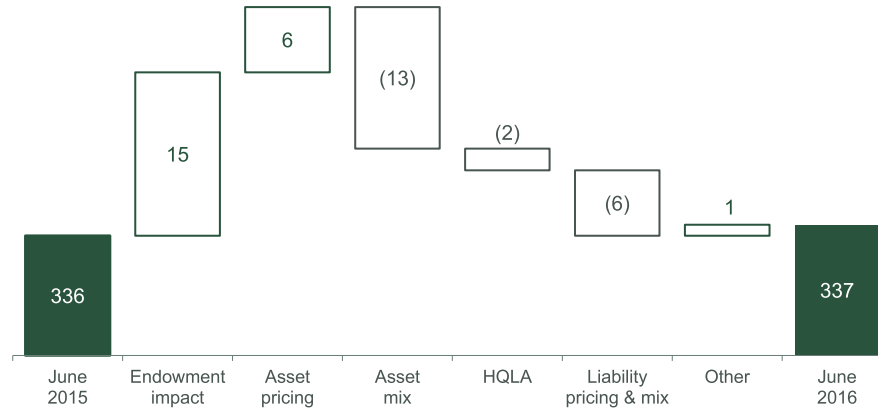 6
(13)
(2)
15
(6)
1
336
337
June
2015
Endowment
impact
Asset
pricing
Asset
mix
HQLA
Liability
pricing & mix
Other
June
2016